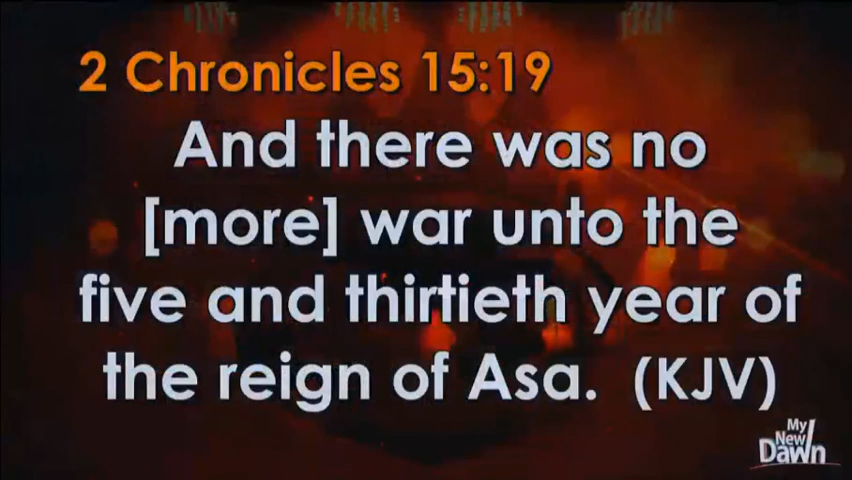 2 Chronicles 15:19
And there was no
[more] war unto the
five and thirtieth year of
the reign of Asa. (KJV)
My
New
Dawn